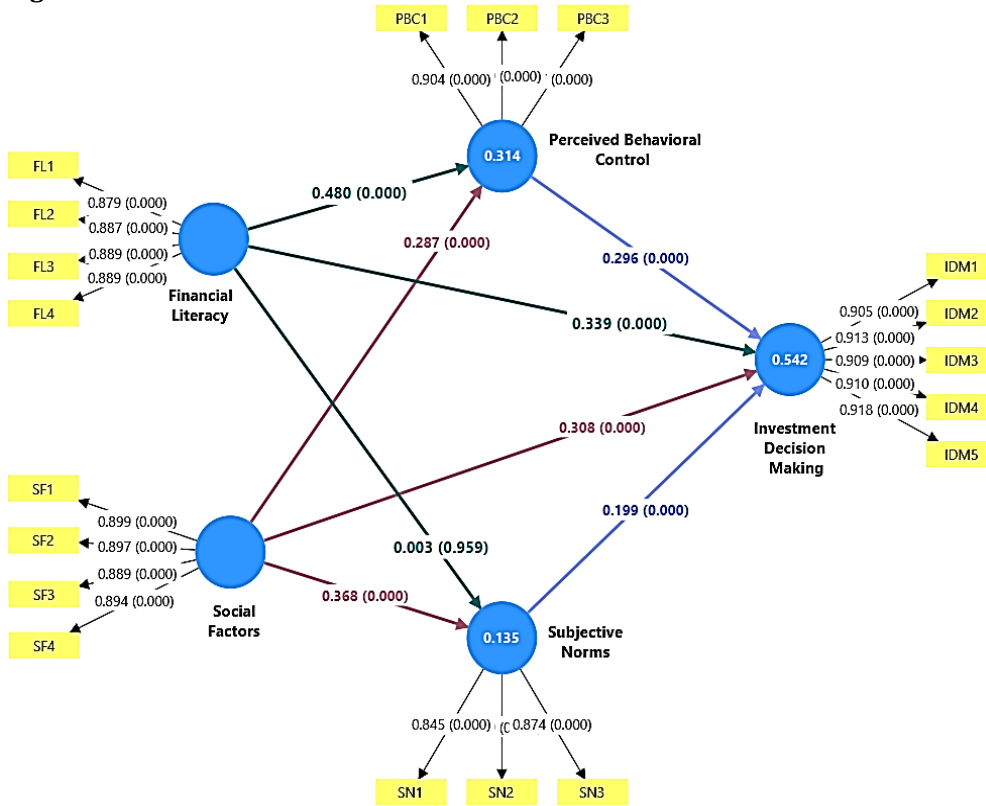 PBC1
PBC2
PBC3
0.904 (0.000)
(0.000)
(0.000)
0.314
Perceived Behavioral
Control
FL1
FL2
FL3
FL4
0.879 (0.000)
0.887 (0.000)
0.889 (0.000)
0.889 (0.000)
Financial
Literacy
0.480 (0.000)
0.287 (0.000)
0.296 (0.000)
0.339 (0.000)
0.542
IDM1
IDM2
IDM3
IDM4
IDM5
0.905 (0.000)
0.913 (0.000)
0.909 (0.000)
0.910 (0.000)
0.918 (0.000)
Investment
Decision
Making
0.308 (0.000)
0.199 (0.000)
0.003 (0.959)
0.368 (0.000)
SF1
SF2
SF3
SF4
0.899 (0.000)
0.897 (0.000)
0.889 (0.000)
0.894 (0.000)
Social
Factors
0.135
Subjective
Norms
0.845 (0.000)
0.874 (0.000)
SN1
SN2
SN3